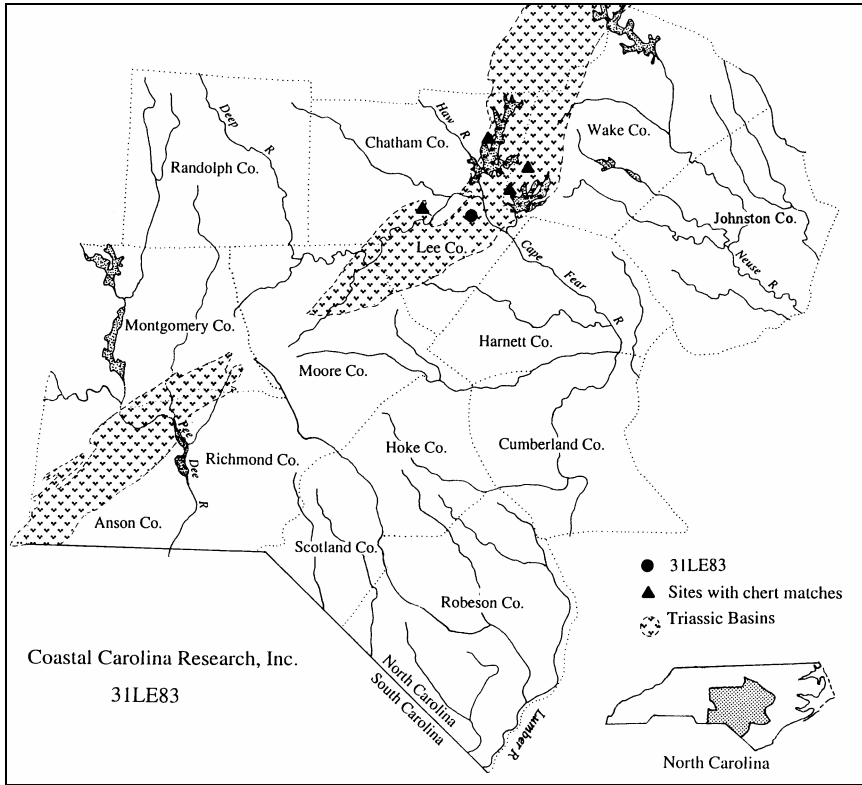 Deep
R
Haw
R
Chatham Co.
Randolph Co.
Wake Co.
Johnston Co.
Neuse R
Lee Co.
Cape
Fear
R
Montgomery Co.
Harnett Co.
Moore Co.
Pee
Dee
R
Richmond Co.
Hoke Co.
Cumberland Co.
Anson Co.
Scotland Co.
Robeson Co.
31LE83
Sites with chert matches
Triassic Basins
Coastal Carolina Research, Inc.
31LE83
North Carolina
South Carolina
Lumber R
North Carolina